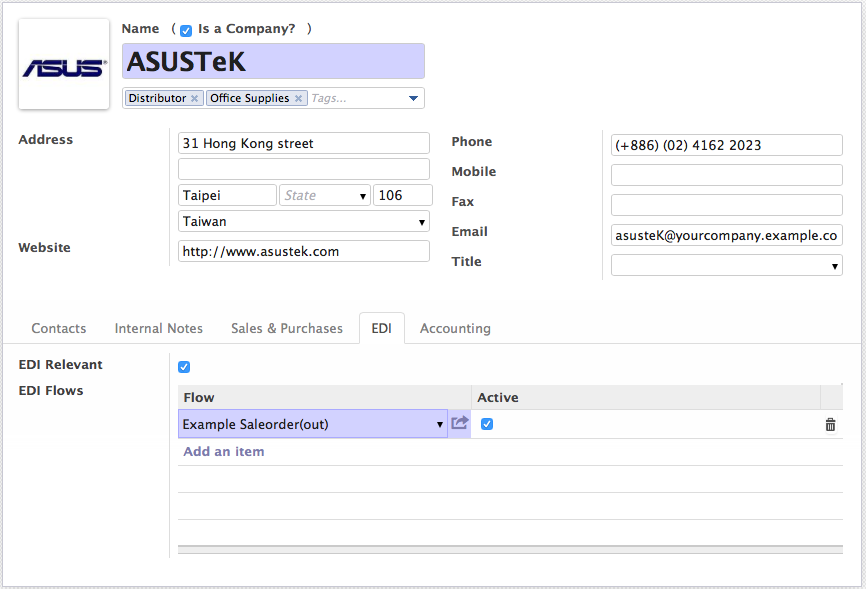 ASUS
Name ( Is a Company? )
ASUSTeK
Distributor × Office Supplies × Tags...
Address
31 Hong Kong street
Taipei State 106
Taiwan
Website
http://www.asustek.com
Phone
(+886) (02) 4162 2023
Mobile
Fax
Email
asusteK@yourcompany.example.co
Title
Contacts Internal Notes Sales & Purchases EDI Accounting
EDI Relevant
EDI Flows
Flow Active
Example Saleorder(out)
Add an item